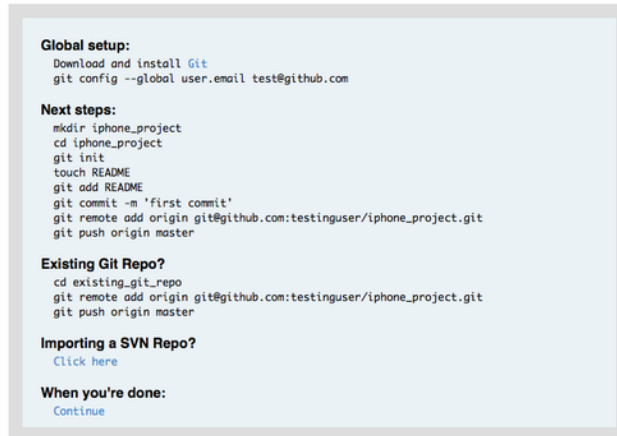 Global setup:
Download and install Git
git config --global user.email test@github.com
Next steps:
mkdir iphone_project
cd iphone_project
git init
touch README
git add README
git commit -m 'first commit'
git remote add origin git@github.com:testinguser/iphone_project.git
git push origin master
Existing Git Repo?
cd existing_git_repo
git remote add origin git@github.com:testinguser/iphone_project.git
git push origin master
Importing a SVN Repo?
Click here
When you're done:
Continue